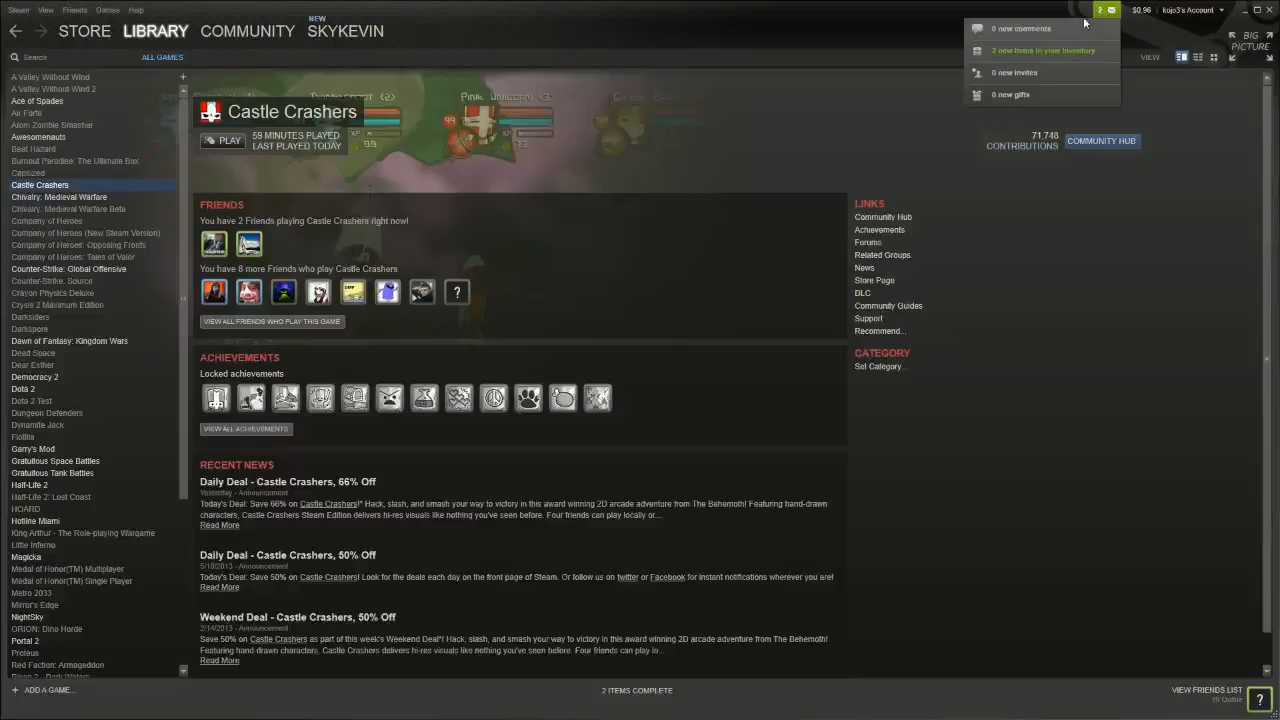 Steam View Friends Games Help
2 $0.96 kojo3's Account
0 new comments
2 new items in your inventory
0 new invites
0 new gifts
NEW
STORE LIBRARY COMMUNITY SKYKEVIN
BIG PICTURE
Search ALL GAMES
VIEW
A Valley Without Wind
A Valley Without Wind 2
Ace of Spades
Air Forte
Atom Zombie Smasher
Awesomenauts
Beat Hazard
Burnout Paradise: The Ultimate Box
Capsized
Castle Crashers
Chivalry: Medieval Warfare
Chivalry: Medieval Warfare Beta
Company of Heroes
Company of Heroes (New Steam Version)
Company of Heroes: Opposing Fronts
Company of Heroes: Tales of Valor
Counter-Strike: Global Offensive
Counter-Strike: Source
Crayon Physics Deluxe
Crysis 2 Maximum Edition
Darksiders
Darkspore
Dawn of Fantasy: Kingdom Wars
Dead Space
Dear Esther
Democracy 2
Dota 2
Dota 2 Test
Dungeon Defenders
Dynamite Jack
Flotilla
Garry's Mod
Gratuitous Space Battles
Gratuitous Tank Battles
Half-Life 2
Half-Life 2: Lost Coast
HOARD
Hotline Miami
King Arthur - The Role-playing Wargame
Little Inferno
Magicka
Medal of Honor(TM) Multiplayer
Medal of Honor(TM) Single Player
Metro 2033
Mirror's Edge
NightSky
ORION: Dino Horde
Portal 2
Proteus
Red Faction: Armageddon
+ ADD A GAME...
(2) Pink Unicorn (2)
Castle Crashers
PLAY
59 MINUTES PLAYED
LAST PLAYED TODAY
71,748
CONTRIBUTIONS
COMMUNITY HUB
FRIENDS
You have 2 Friends playing Castle Crashers right now!
You have 8 more Friends who play Castle Crashers
?
VIEW ALL FRIENDS WHO PLAY THIS GAME
ACHIEVEMENTS
Locked achievements
VIEW ALL ACHIEVEMENTS
RECENT NEWS
Daily Deal - Castle Crashers, 66% Off
Yesterday - Announcement
Today's Deal: Save 66% on Castle Crashers!* Hack, slash, and smash your way to victory in this award winning 2D arcade adventure from The Behemoth! Featuring hand-drawn
characters, Castle Crashers Steam Edition delivers hi-res visuals like nothing you've seen before. Four friends can play locally or...
Read More
Daily Deal - Castle Crashers, 50% Off
5/10/2013 - Announcement
Today's Deal: Save 50% on Castle Crashers! Look for the deals each day on the front page of Steam. Or follow us on twitter or Facebook for instant notifications wherever you are!
Read More
Weekend Deal - Castle Crashers, 50% Off
2/14/2013 - Announcement
Save 50% on Castle Crashers as part of this week's Weekend Deal*! Hack, slash, and smash your way to victory in this award winning 2D arcade adventure from The Behemoth!
Featuring hand-drawn characters, Castle Crashers delivers hi-res visuals like nothing you've seen before. Four friends can play lo...
Read More
LINKS
Community Hub
Achievements
Forums
Related Groups
News
Store Page
DLC
Community Guides
Support
Recommend...
CATEGORY
Set Category...
2 ITEMS COMPLETE
VIEW FRIENDS LIST
?